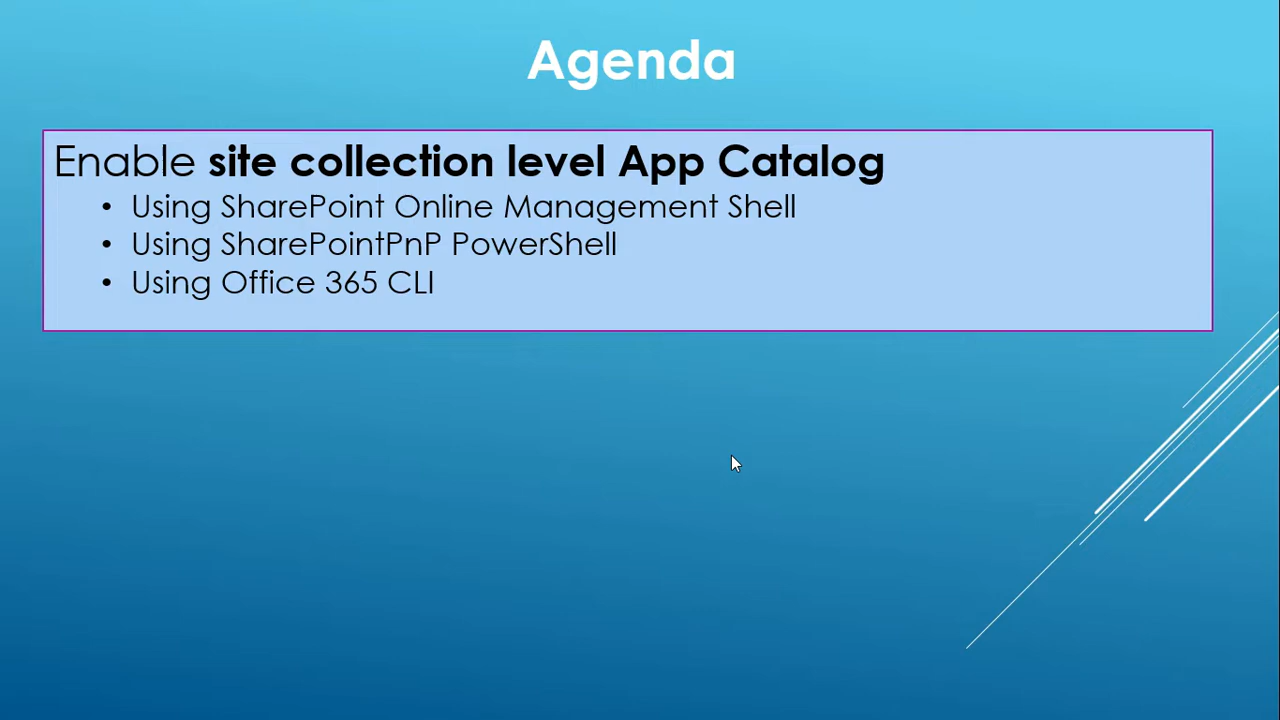 Agenda
Enable site collection level App Catalog
• Using SharePoint Online Management Shell
• Using SharePointPnP PowerShell
• Using Office 365 CLI